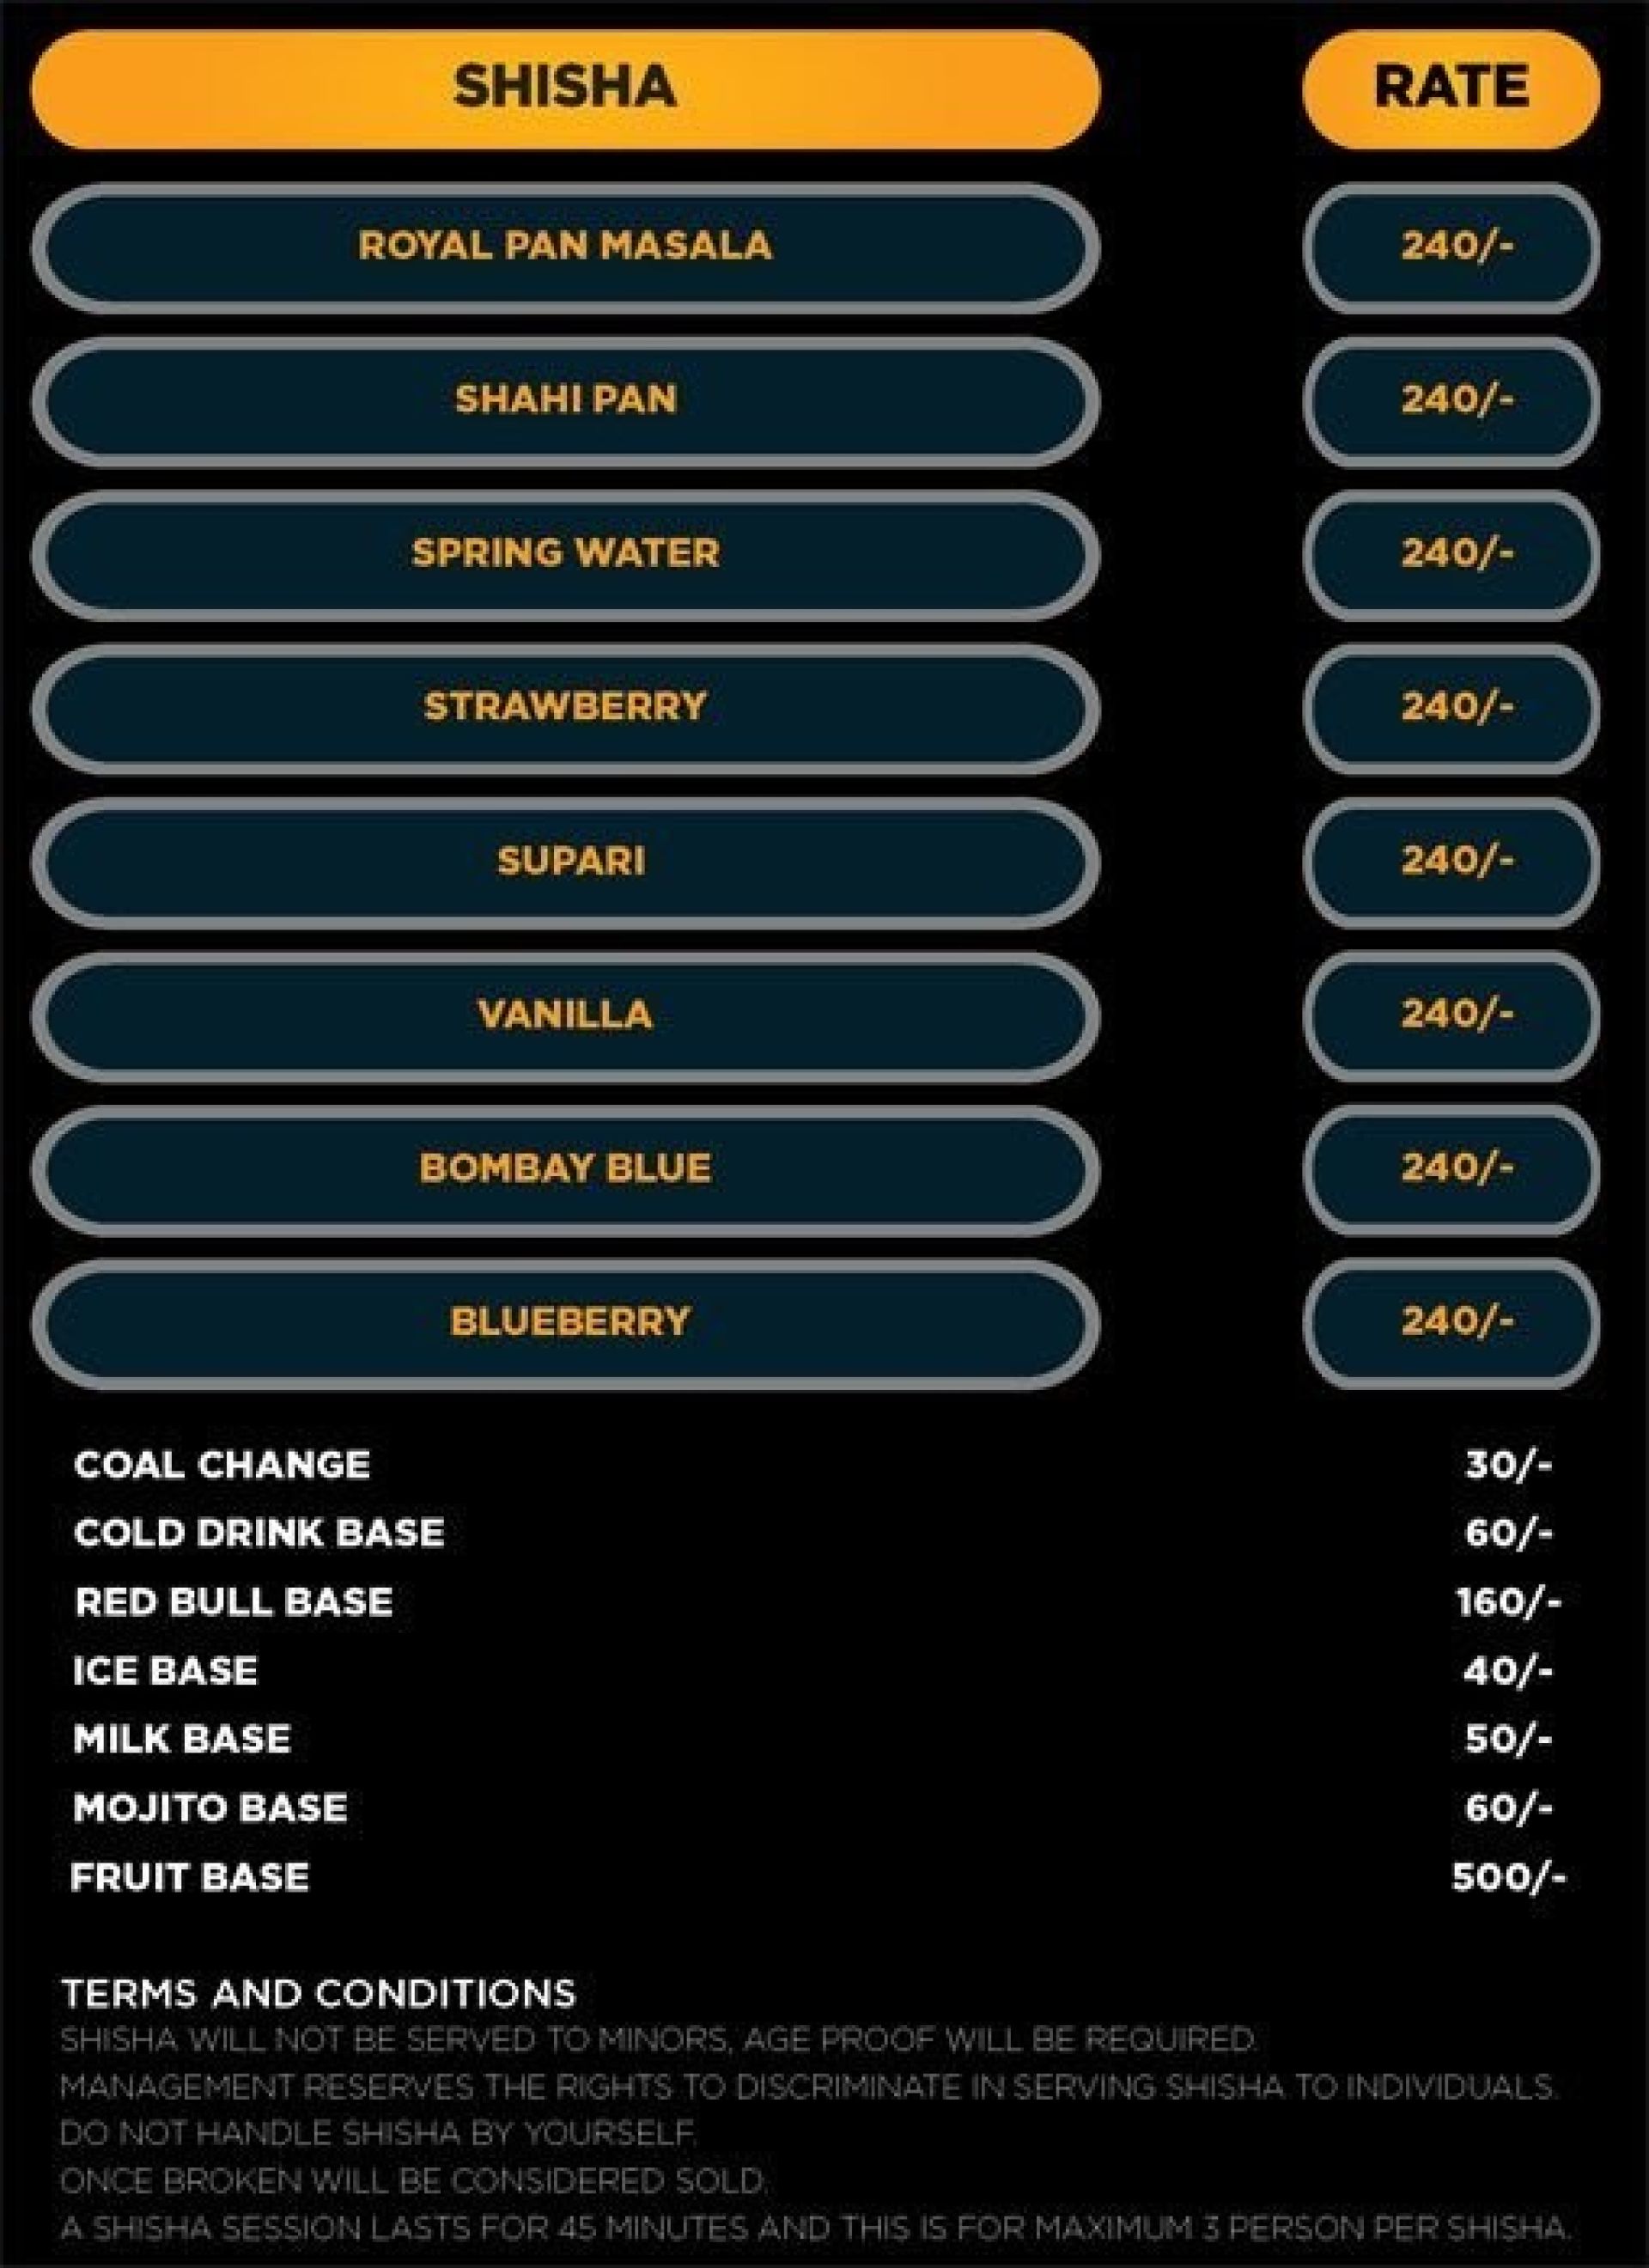 SHISHA RATE
ROYAL PAN MASALA 240/-
SHAHI PAN 240/-
SPRING WATER 240/-
STRAWBERRY 240/-
SUPARI 240/-
VANILLA 240/-
BOMBAY BLUE 240/-
BLUEBERRY 240/-
COAL CHANGE 30/-
COLD DRINK BASE 60/-
RED BULL BASE 160/-
ICE BASE 40/-
MILK BASE 50/-
MOJITO BASE 60/-
FRUIT BASE 500/-
TERMS AND CONDITIONS
SHISHA WILL NOT BE SERVED TO MINORS, AGE PROOF WILL BE REQUIRED.
MANAGEMENT RESERVES THE RIGHTS TO DISCRIMINATE IN SERVING SHISHA TO INDIVIDUALS.
DO NOT HANDLE SHISHA BY YOURSELF.
ONCE BROKEN WILL BE CONSIDERED SOLD.
A SHISHA SESSION LASTS FOR 45 MINUTES AND THIS IS FOR MAXIMUM 3 PERSON PER SHISHA.